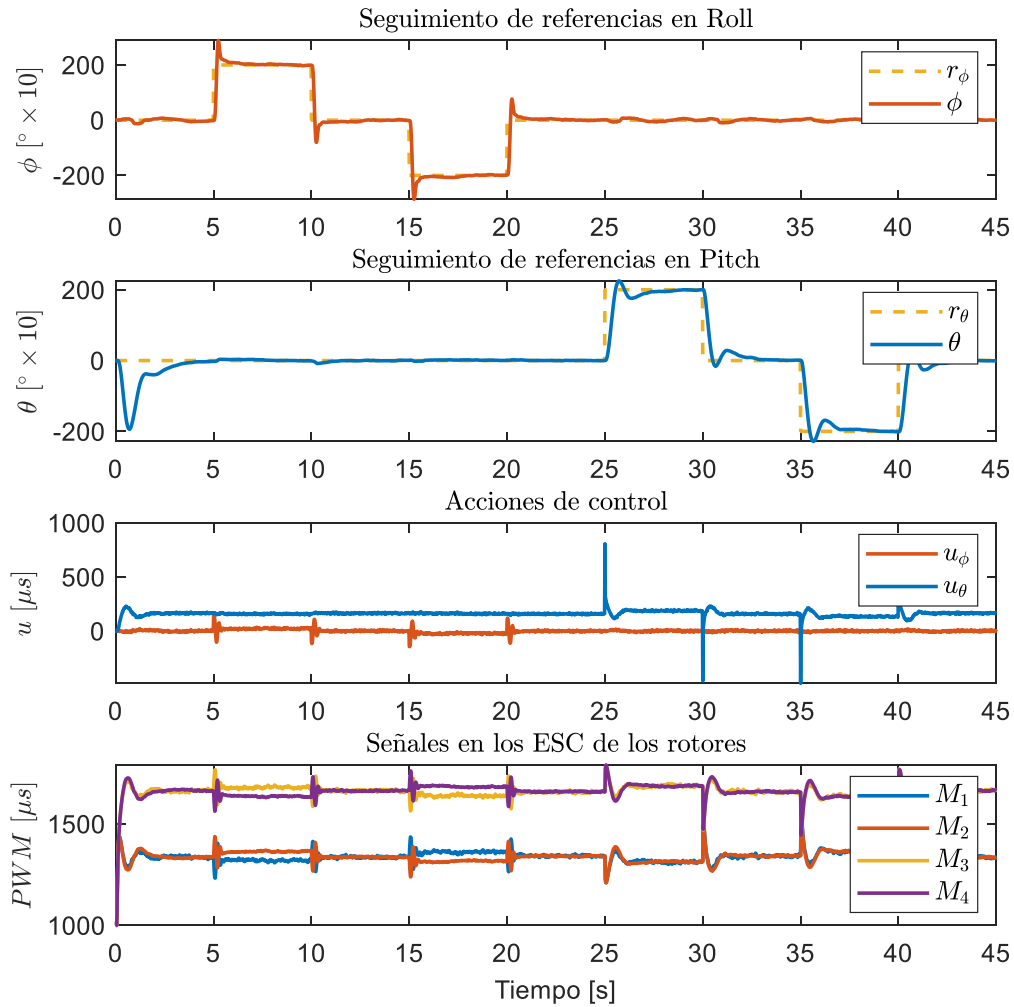 Seguimiento de referencias en Roll
ϕ [° × 10]
200
0
-200
r_ϕ
ϕ
0 5 10 15 20 25 30 35 40 45
Seguimiento de referencias en Pitch
θ [° × 10]
200
0
-200
r_θ
θ
0 5 10 15 20 25 30 35 40 45
Acciones de control
u [μs]
1000
500
0
u_ϕ
u_θ
0 5 10 15 20 25 30 35 40 45
Señales en los ESC de los rotores
PWM [μs]
1500
1000
M_1
M_2
M_3
M_4
0 5 10 15 20 25 30 35 40 45
Tiempo [s]